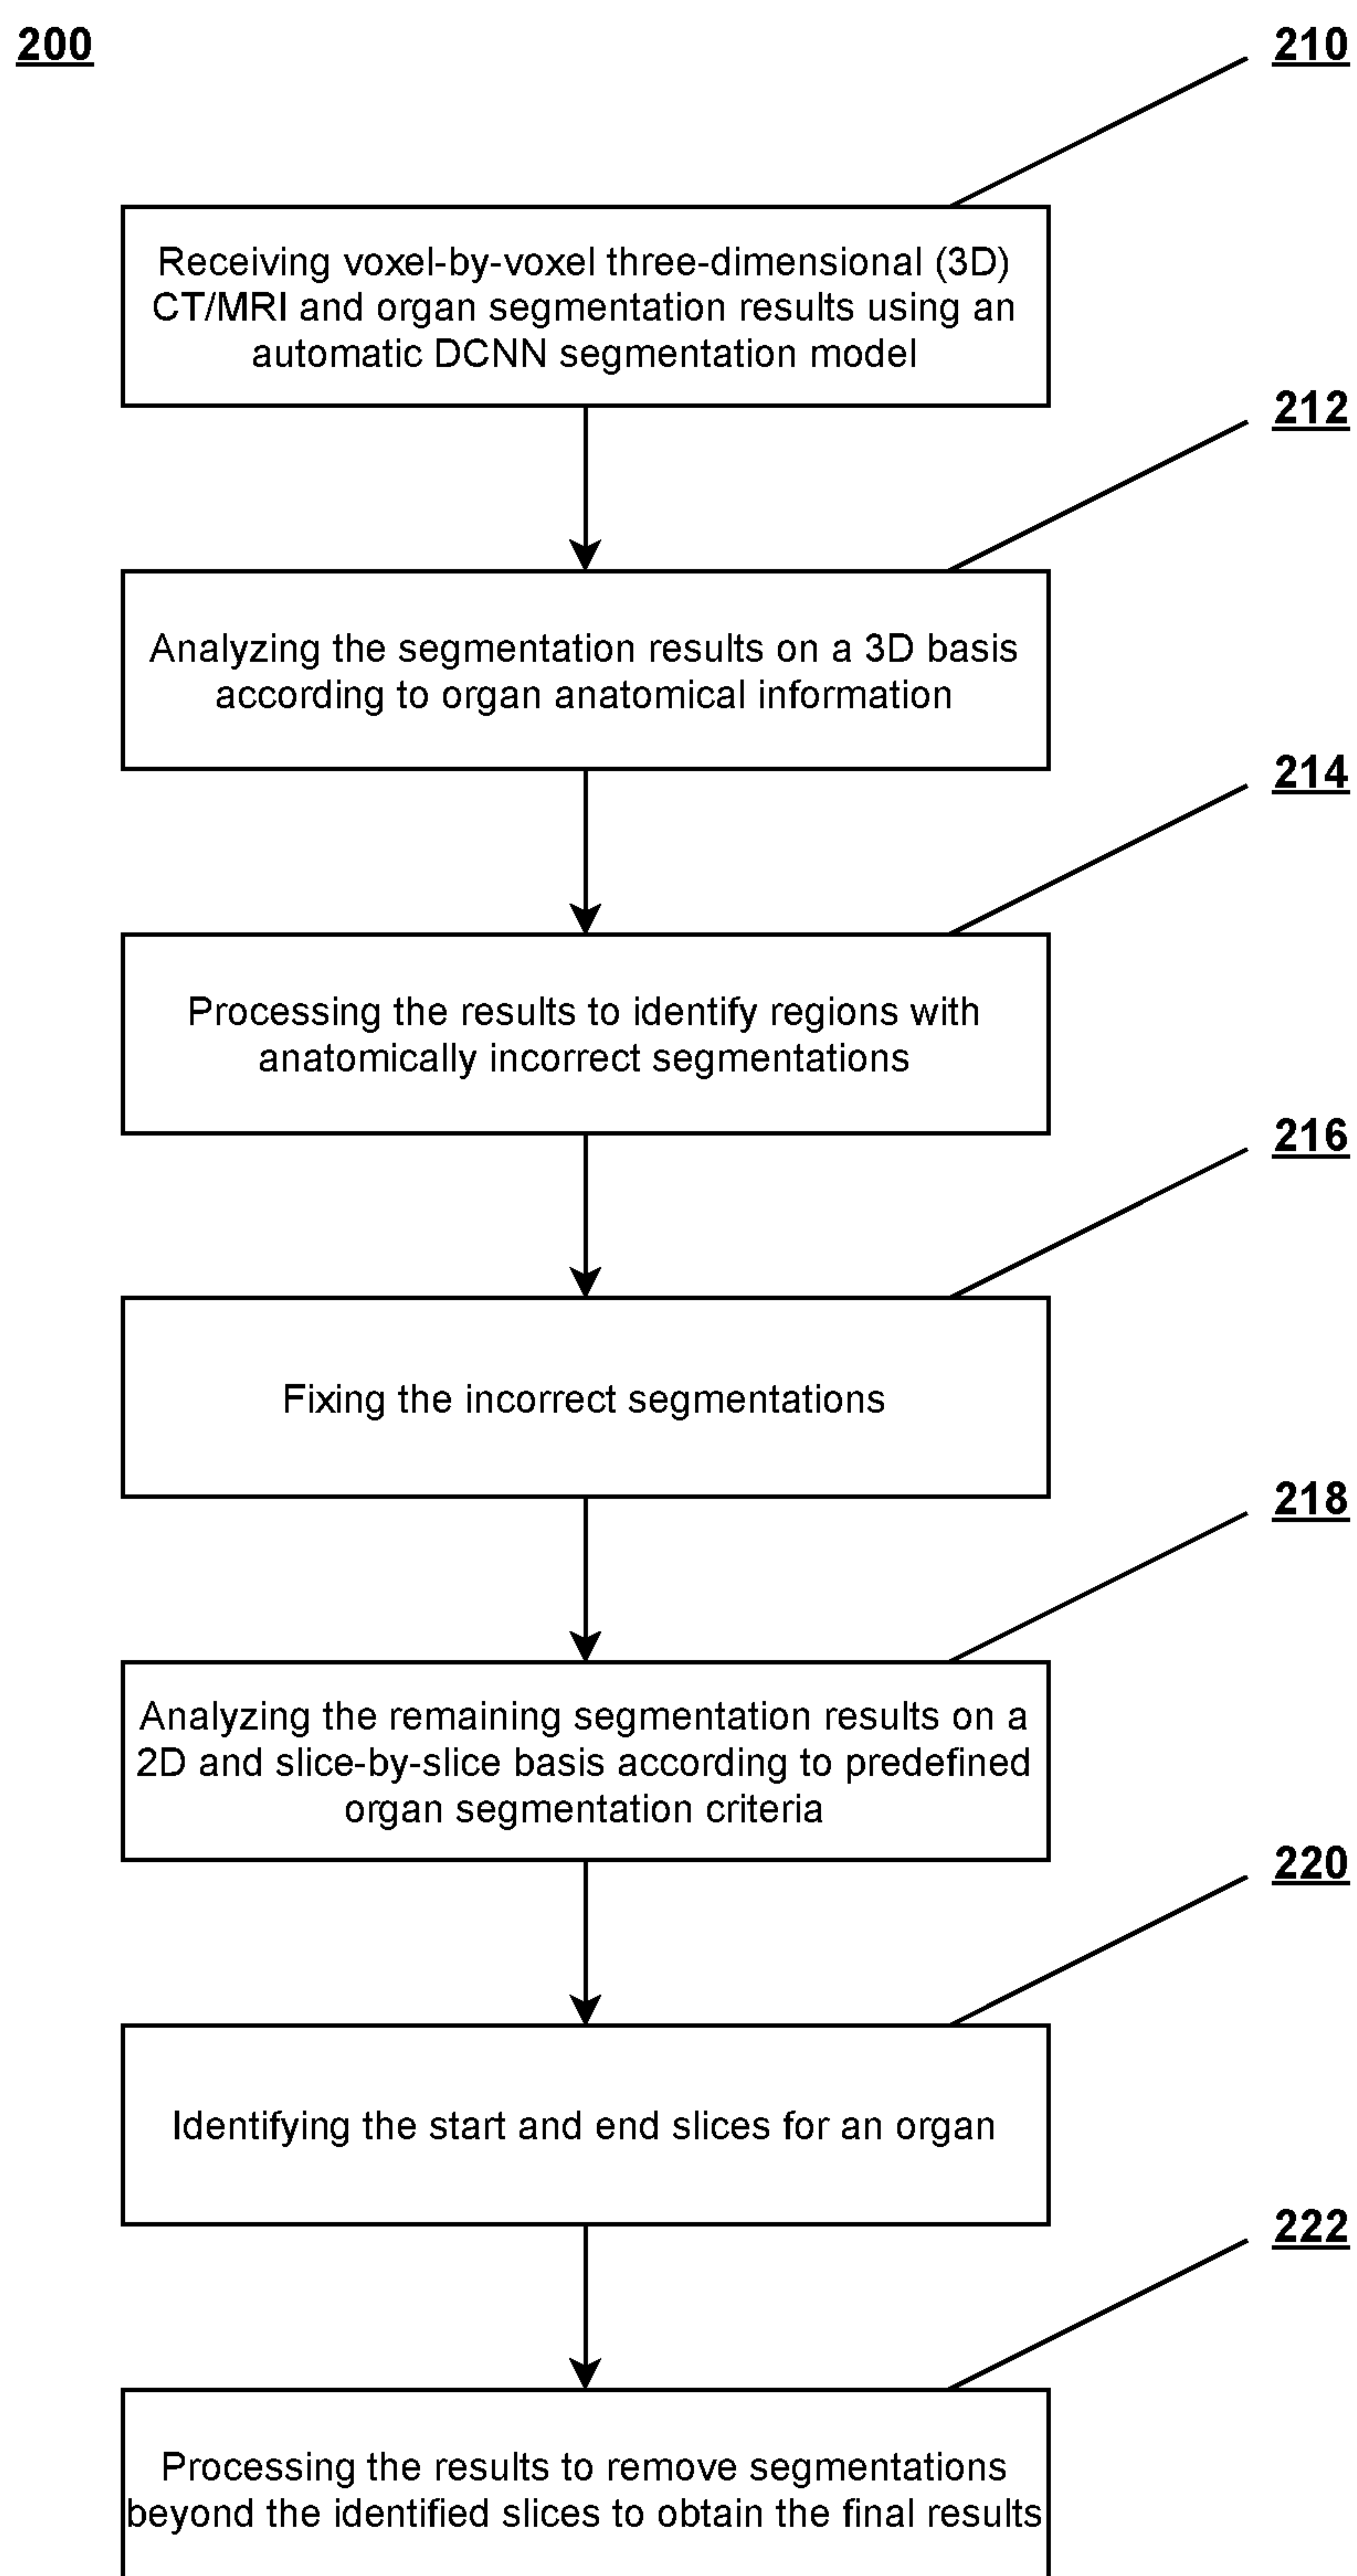 200
210
Receiving voxel-by-voxel three-dimensional (3D)
CT/MRI and organ segmentation results using an
automatic DCNN segmentation model
212
Analyzing the segmentation results on a 3D basis
according to organ anatomical information
214
Processing the results to identify regions with
anatomically incorrect segmentations
216
Fixing the incorrect segmentations
218
Analyzing the remaining segmentation results on a
2D and slice-by-slice basis according to predefined
organ segmentation criteria
220
Identifying the start and end slices for an organ
222
Processing the results to remove segmentations
beyond the identified slices to obtain the final results